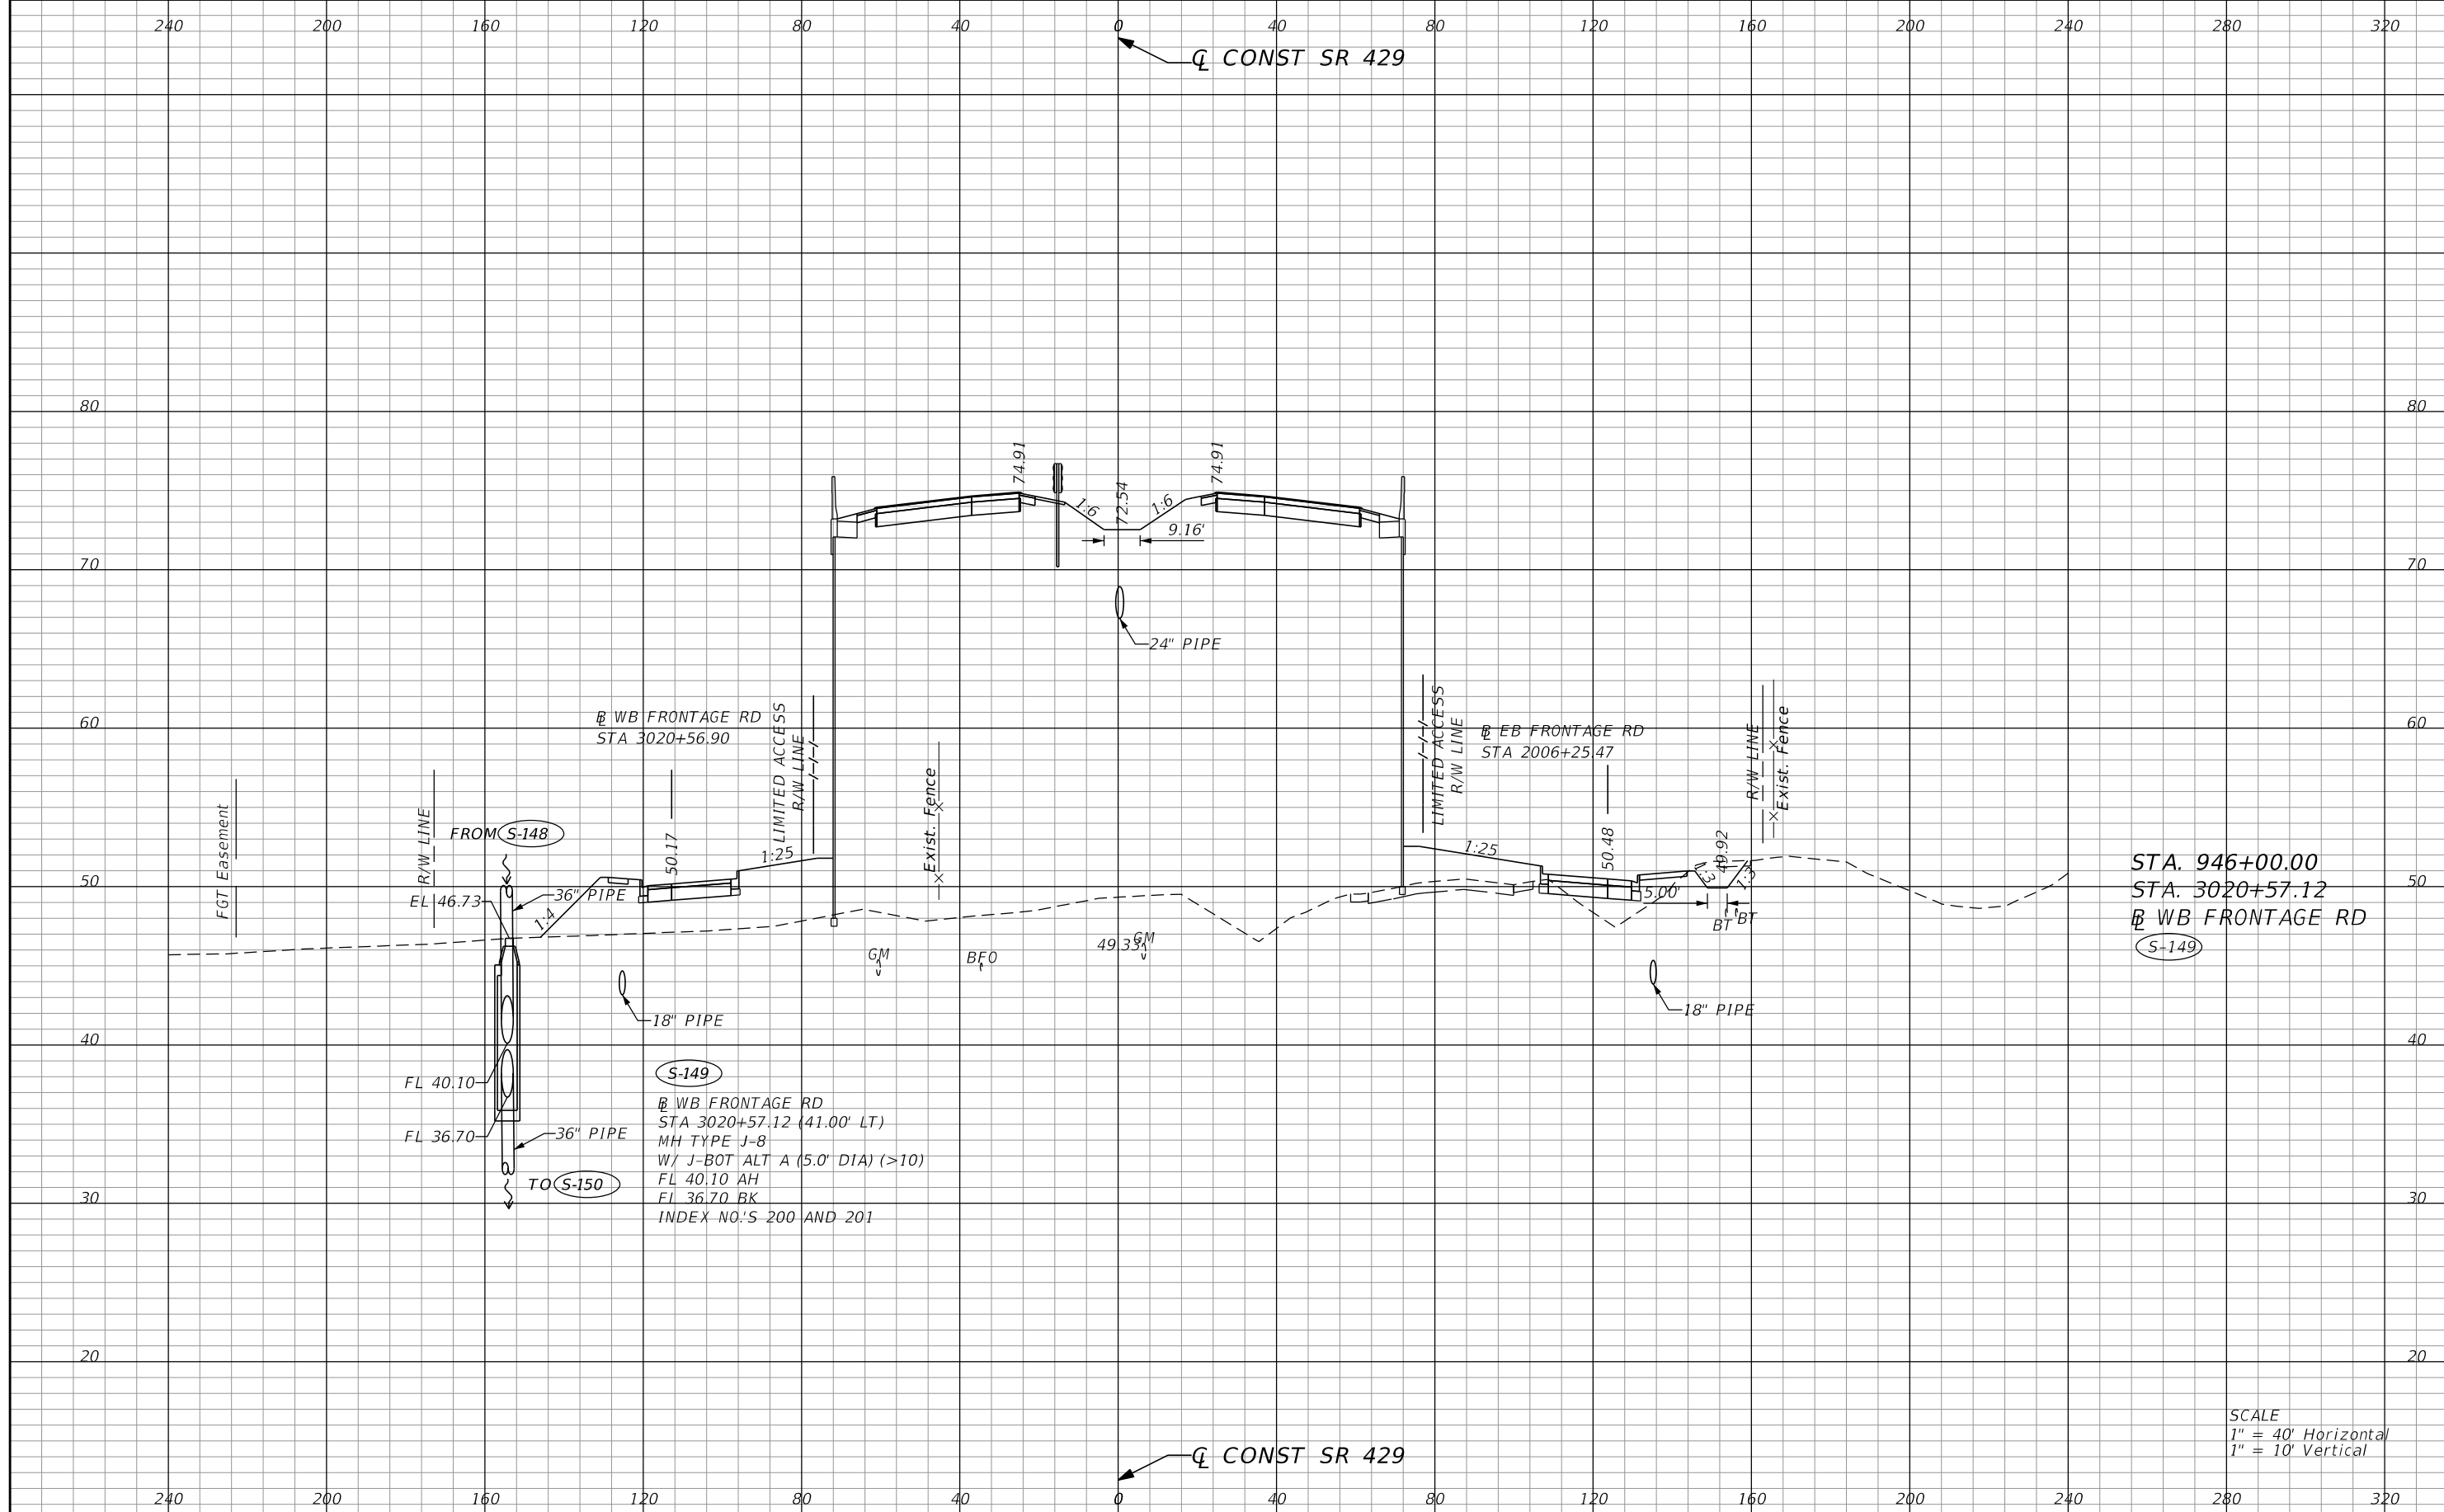 240 200 160 120 80 40 0 40 80 120 160 200 240 280 320
℄ CONST SR 429
80 80
74.91 74.91
72.54
1:6 1:6
9.16'
70 70
24" PIPE
60 60
BL WB FRONTAGE RD
STA 3020+56.90
LIMITED ACCESS
R/W LINE
LIMITED ACCESS
R/W LINE
BL EB FRONTAGE RD
STA 2006+25.47
R/W LINE
Exist. Fence
FGT Easement
R/W LINE
Exist. Fence
FROM S-148
50.17
1:25
1:25
50.48
49.92
1:3
5.00'
BT
BT
50 50
36" PIPE
EL 46.73
1:4
GM
BFO
49.33
GM
STA. 946+00.00
STA. 3020+57.12
BL WB FRONTAGE RD
S-149
18" PIPE
18" PIPE
40 40
FL 40.10
FL 36.70
36" PIPE
TO S-150
S-149
BL WB FRONTAGE RD
STA 3020+57.12 (41.00' LT)
MH TYPE J-8
W/ J-BOT ALT A (5.0' DIA) (>10)
FL 40.10 AH
FL 36.70 BK
INDEX NO.'S 200 AND 201
30 30
20 20
SCALE
1" = 40' Horizontal
1" = 10' Vertical
℄ CONST SR 429
240 200 160 120 80 40 0 40 80 120 160 200 240 280 320